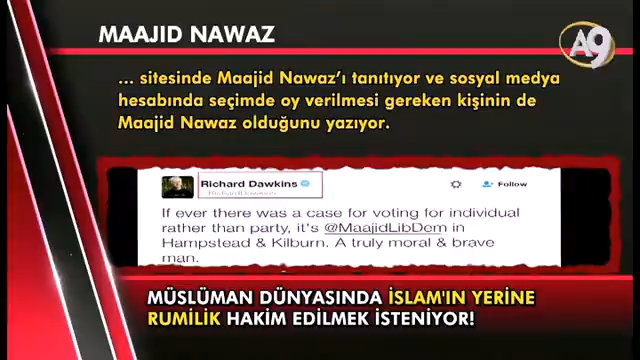 MAAJID NAWAZ
A9
... sitesinde Maajid Nawaz'ı tanıtıyor ve sosyal medya
hesabında seçimde oy verilmesi gereken kişinin de
Maajid Nawaz olduğunu yazıyor.
Richard Dawkins
@RichardDawkins
Follow
If ever there was a case for voting for individual
rather than party, it's @MaajidLibDem in
Hampstead & Kilburn. A truly moral & brave
man.
MÜSLÜMAN DÜNYASINDA İSLAM'IN YERİNE
RUMİLİK HAKİM EDİLMEK İSTENİYOR!